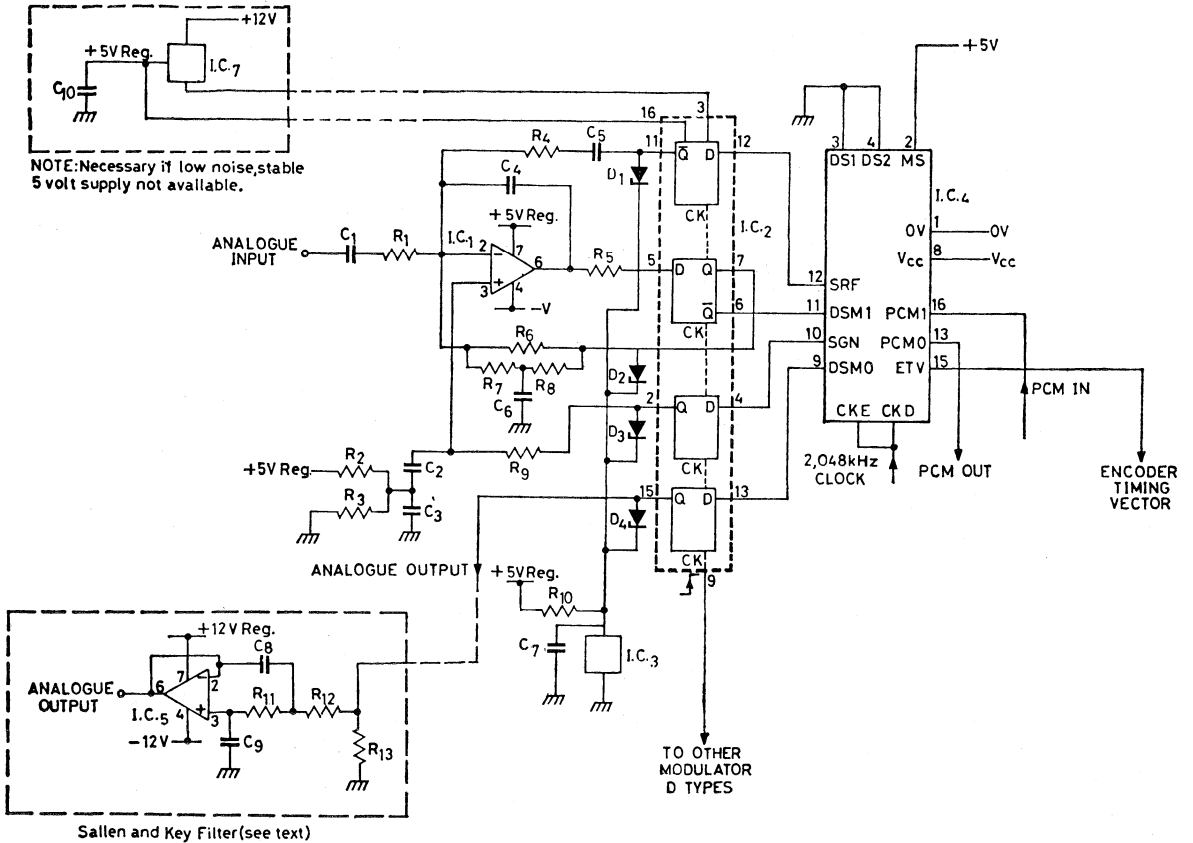 +12V
+5V Reg.
I.C.7
C10
NOTE:Necessary if low noise,stable
5 volt supply not available.
3
16
11
12
R4
C5
Q̅ D
D1
CK
C4
+5V Reg.
ANALOGUE
INPUT
C1
R1
I.C.1
2
7
6
3
4
−
+
−V
R5
5
D Q
7
Q̅
6
CK
I.C.2
R6
R7
R8
C6
D2
2
Q D
4
D3
CK
R9
+5V Reg.
R2
R3
C2
C3
15
Q D
13
D4
CK
9
ANALOGUE OUTPUT
+5V Reg.
R10
C7
I.C.3
TO OTHER
MODULATOR
D TYPES
+5V
3
4
2
DS1 DS2 MS
I.C.4
0V
1
0V
VCC
8
VCC
12
SRF
11
DSM1
PCM1
16
10
SGN
PCM0
13
9
DSM0
ETV
15
CKE CKD
2,048kHz
CLOCK
PCM IN
PCM OUT
ENCODER
TIMING
VECTOR
+12V Reg.
C8
7
−
2
6
ANALOGUE
OUTPUT
I.C.5
4
+
3
R11
R12
−12V
C9
R13
Sallen and Key Filter(see text)